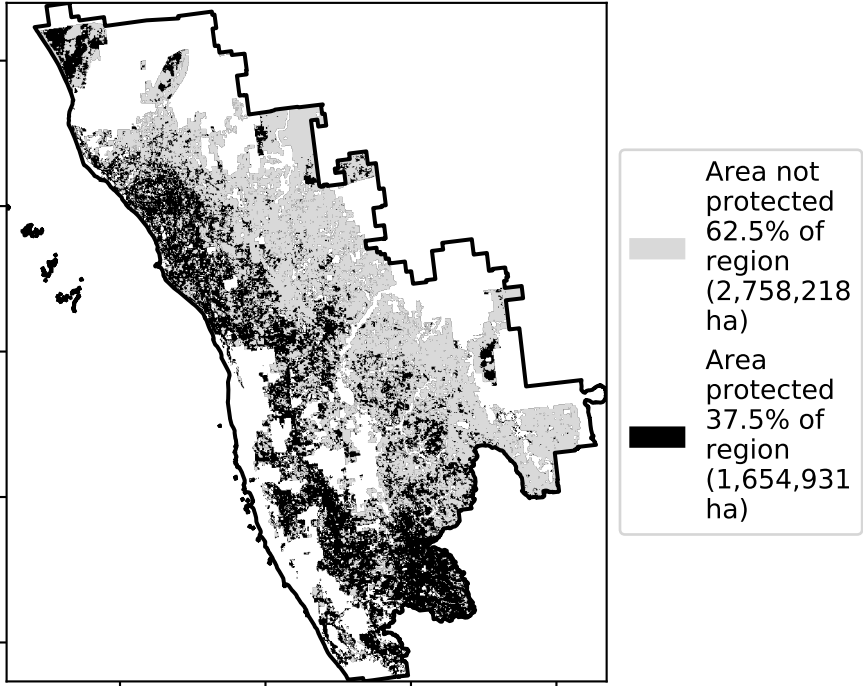 Area not
protected
62.5% of
region
(2,758,218
ha)
Area
protected
37.5% of
region
(1,654,931
ha)